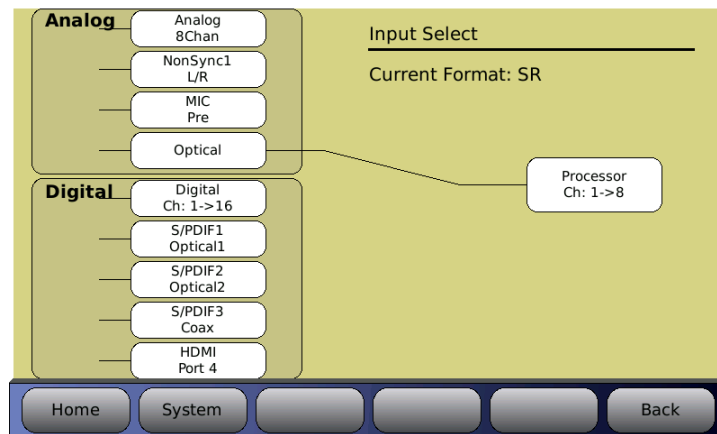 Analog
Analog
8Chan
NonSync1
L/R
MIC
Pre
Optical
Digital
Digital
Ch: 1->16
S/PDIF1
Optical1
S/PDIF2
Optical2
S/PDIF3
Coax
HDMI
Port 4
Input Select
Current Format: SR
Processor
Ch: 1->8
Home
System
Back